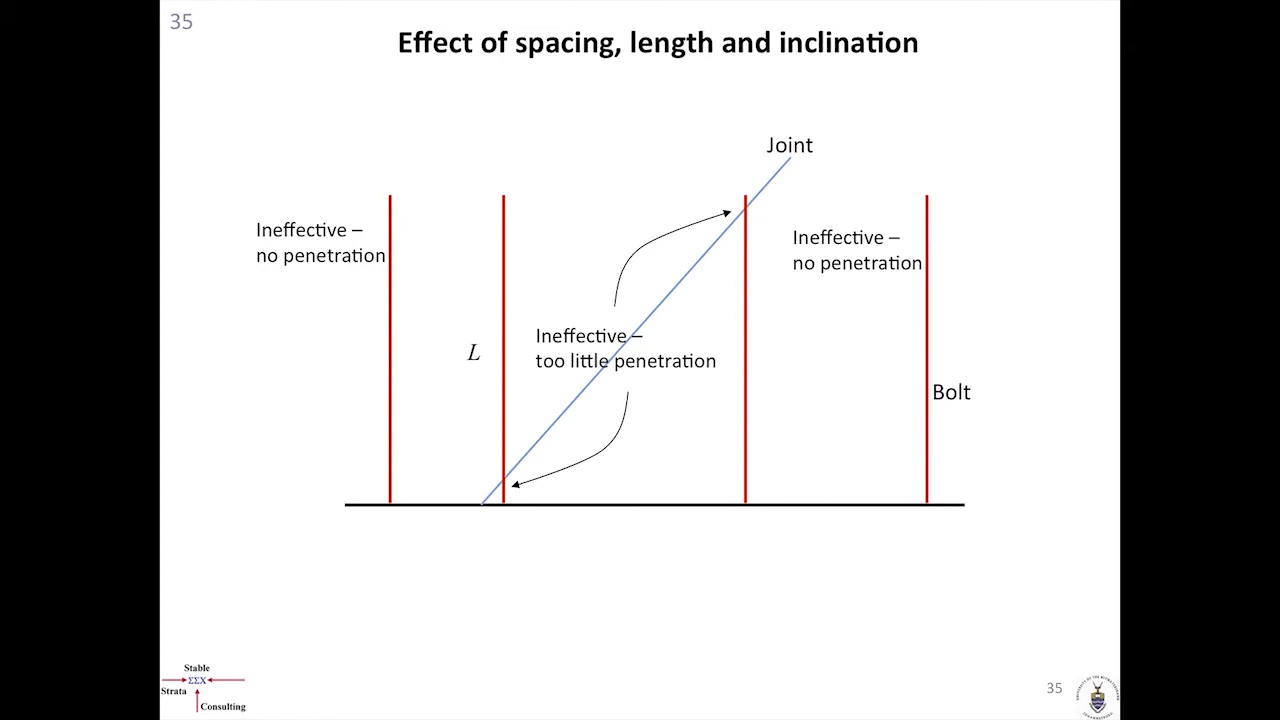 35
Effect of spacing, length and inclination
Joint
Ineffective –
no penetration
Ineffective –
no penetration
Ineffective –
too little penetration
L
Bolt
Stable
ΣΣX
Strata
Consulting
35